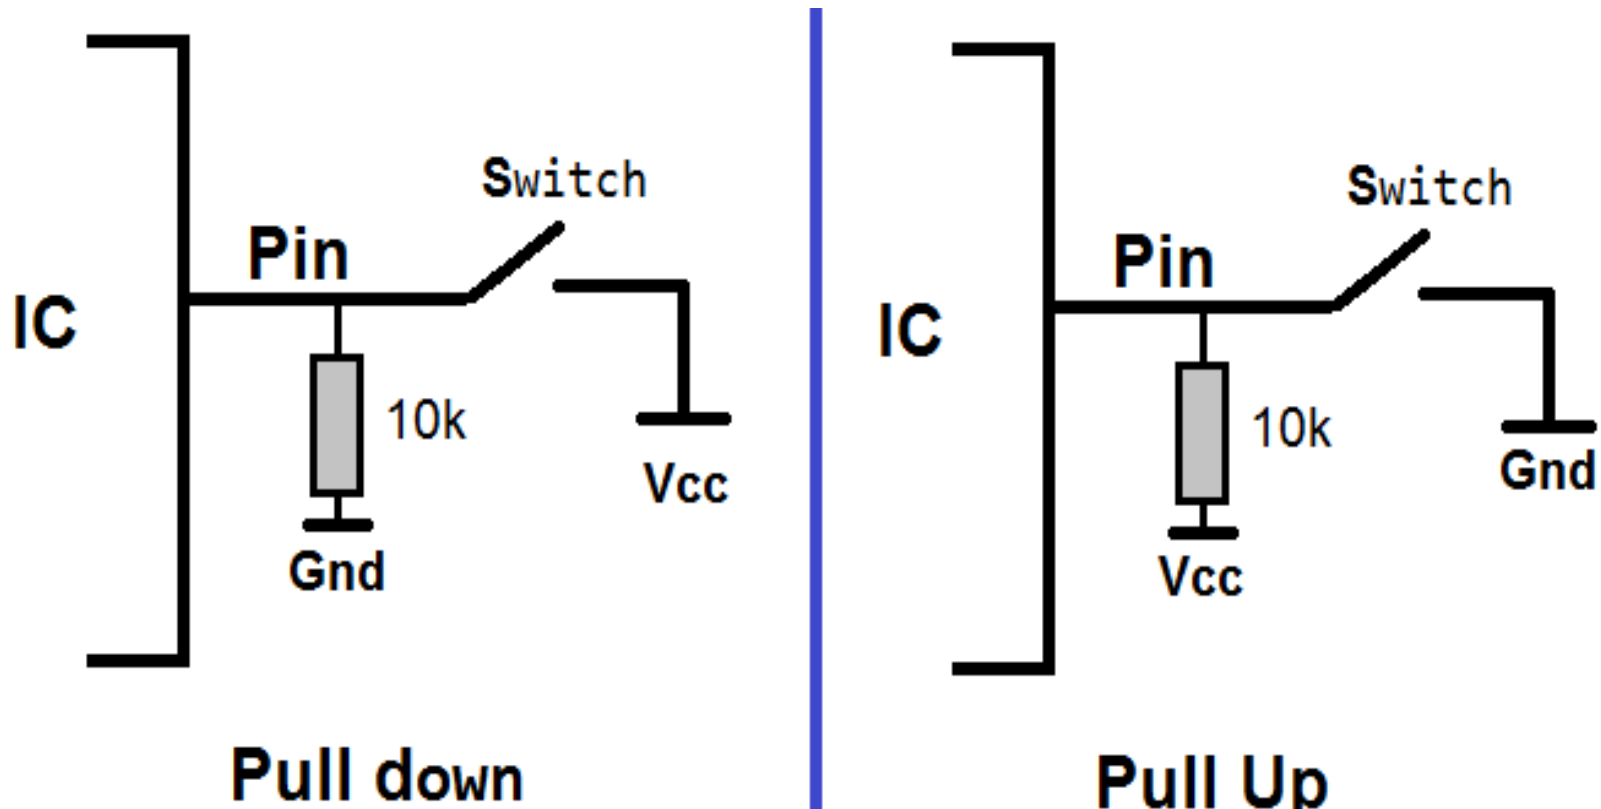 Switch
Pin
IC
10k
Vcc
Gnd
Pull down
Switch
Pin
IC
10k
Gnd
Vcc
Pull Up